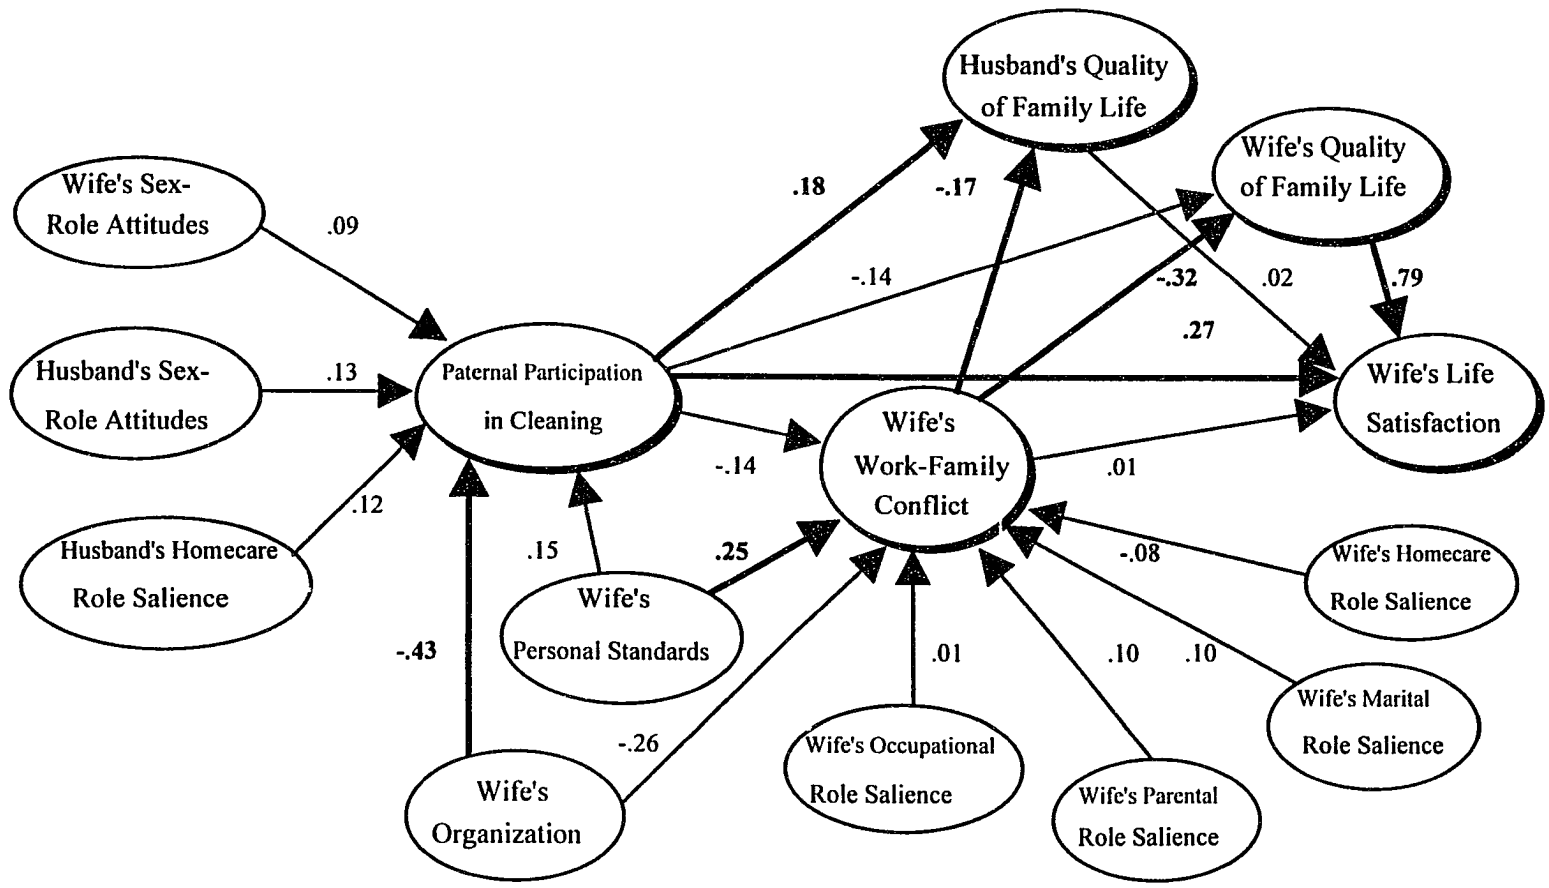 Husband's Quality
of Family Life
Wife's Quality
of Family Life
Wife's Sex-
Role Attitudes
.18
-.17
.09
-.14
-.32
.02
.79
.27
Husband's Sex-
Role Attitudes
.13
Paternal Participation
in Cleaning
Wife's Life
Satisfaction
Wife's
Work-Family
Conflict
-.14
.01
.12
Husband's Homecare
Role Salience
.15
.25
-.08
Wife's Homecare
Role Salience
Wife's
Personal Standards
-.43
.01
.10
.10
Wife's Marital
Role Salience
-.26
Wife's Occupational
Role Salience
Wife's
Organization
Wife's Parental
Role Salience